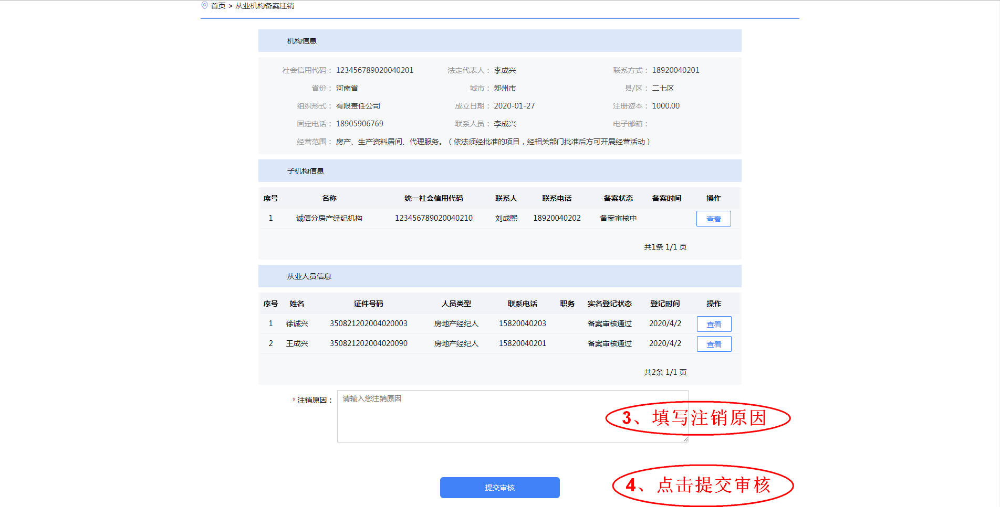 首页 > 从业机构备案注销
机构信息
社会信用代码： 123456789020040201 法定代表人： 李成兴 联系方式： 18920040201
省份： 河南省 城市： 郑州市 县/区： 二七区
组织形式： 有限责任公司 成立日期： 2020-01-27 注册资本： 1000.00
固定电话： 18905906769 联系人员： 李成兴 电子邮箱：
经营范围： 房产、生产资料居间、代理服务。（依法须经批准的项目，经相关部门批准后方可开展经营活动）
子机构信息
序号 名称 统一社会信用代码 联系人 联系电话 备案状态 备案时间 操作
1 诚信分房产经纪机构 123456789020040210 刘成熙 18920040202 备案审核中 查看
共1条 1/1 页
从业人员信息
序号 姓名 证件号码 人员类型 联系电话 职务 实名登记状态 登记时间 操作
1 徐诚兴 350821202004020003 房地产经纪人 15820040203 备案审核通过 2020/4/2 查看
2 王成兴 350821202004020090 房地产经纪人 15820040201 备案审核通过 2020/4/2 查看
共2条 1/1 页
* 注销原因： 请输入您注销原因
3、填写注销原因
提交审核 4、点击提交审核